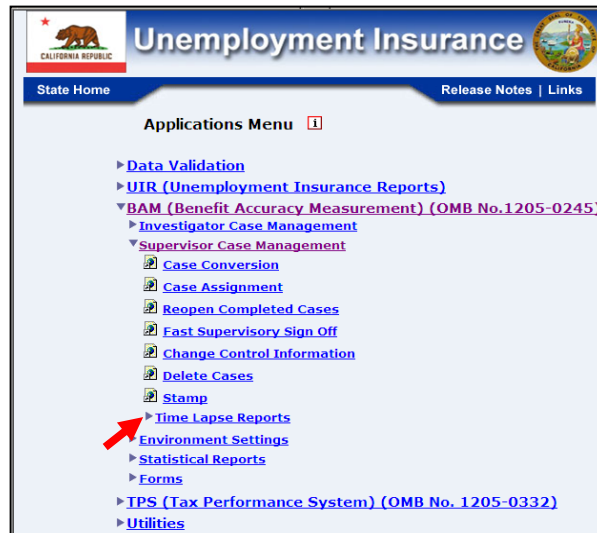 CALIFORNIA REPUBLIC
Unemployment Insurance
State Home
Release Notes | Links
Applications Menu i
Data Validation
UIR (Unemployment Insurance Reports)
BAM (Benefit Accuracy Measurement) (OMB No.1205-0245)
Investigator Case Management
Supervisor Case Management
Case Conversion
Case Assignment
Reopen Completed Cases
Fast Supervisory Sign Off
Change Control Information
Delete Cases
Stamp
Time Lapse Reports
Environment Settings
Statistical Reports
Forms
TPS (Tax Performance System) (OMB No. 1205-0332)
Utilities